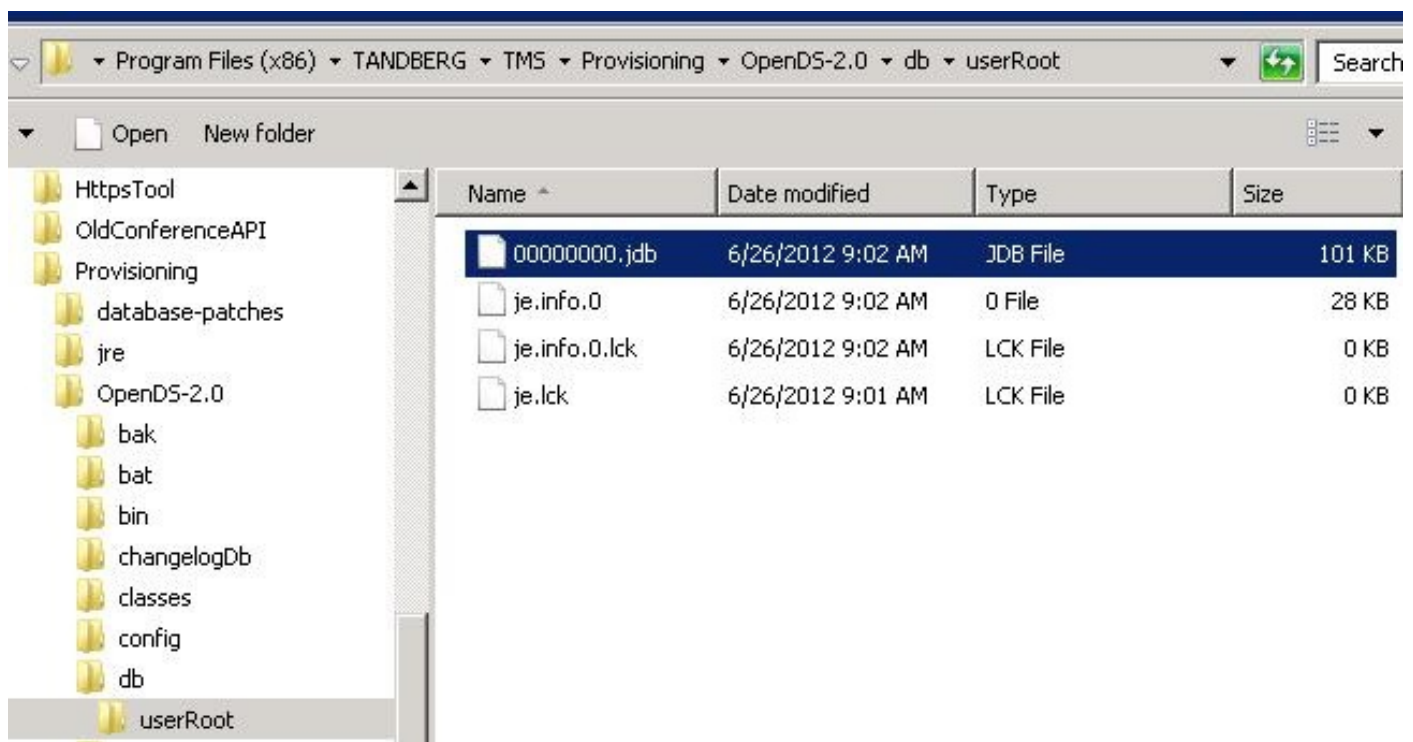 Program Files (x86) TANDBERG TMS Provisioning OpenDS-2.0 db userRoot Search
Open New folder
HttpsTool
OldConferenceAPI
Provisioning
database-patches
jre
OpenDS-2.0
bak
bat
bin
changelogDb
classes
config
db
userRoot
Name Date modified Type Size
00000000.jdb 6/26/2012 9:02 AM JDB File 101 KB
je.info.0 6/26/2012 9:02 AM 0 File 28 KB
je.info.0.lck 6/26/2012 9:02 AM LCK File 0 KB
je.lck 6/26/2012 9:01 AM LCK File 0 KB